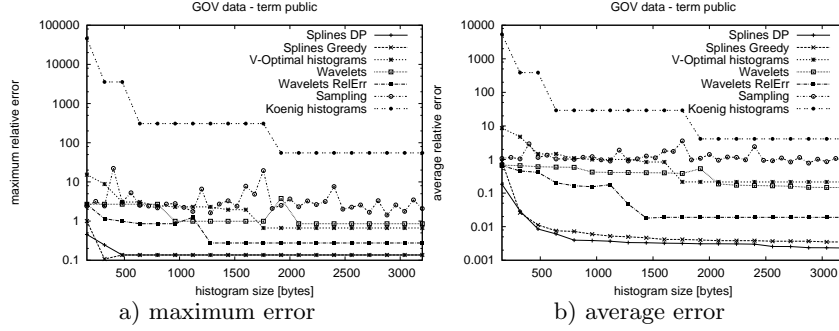 GOV data - term public
100000
10000
1000
100
10
1
0.1
maximum relative error
Splines DP
Splines Greedy
V-Optimal histograms
Wavelets
Wavelets RelErr
Sampling
Koenig histograms
500 1000 1500 2000 2500 3000
histogram size [bytes]
a) maximum error
GOV data - term public
10000
1000
100
10
1
0.1
0.01
0.001
average relative error
Splines DP
Splines Greedy
V-Optimal histograms
Wavelets
Wavelets RelErr
Sampling
Koenig histograms
500 1000 1500 2000 2500 3000
histogram size [bytes]
b) average error